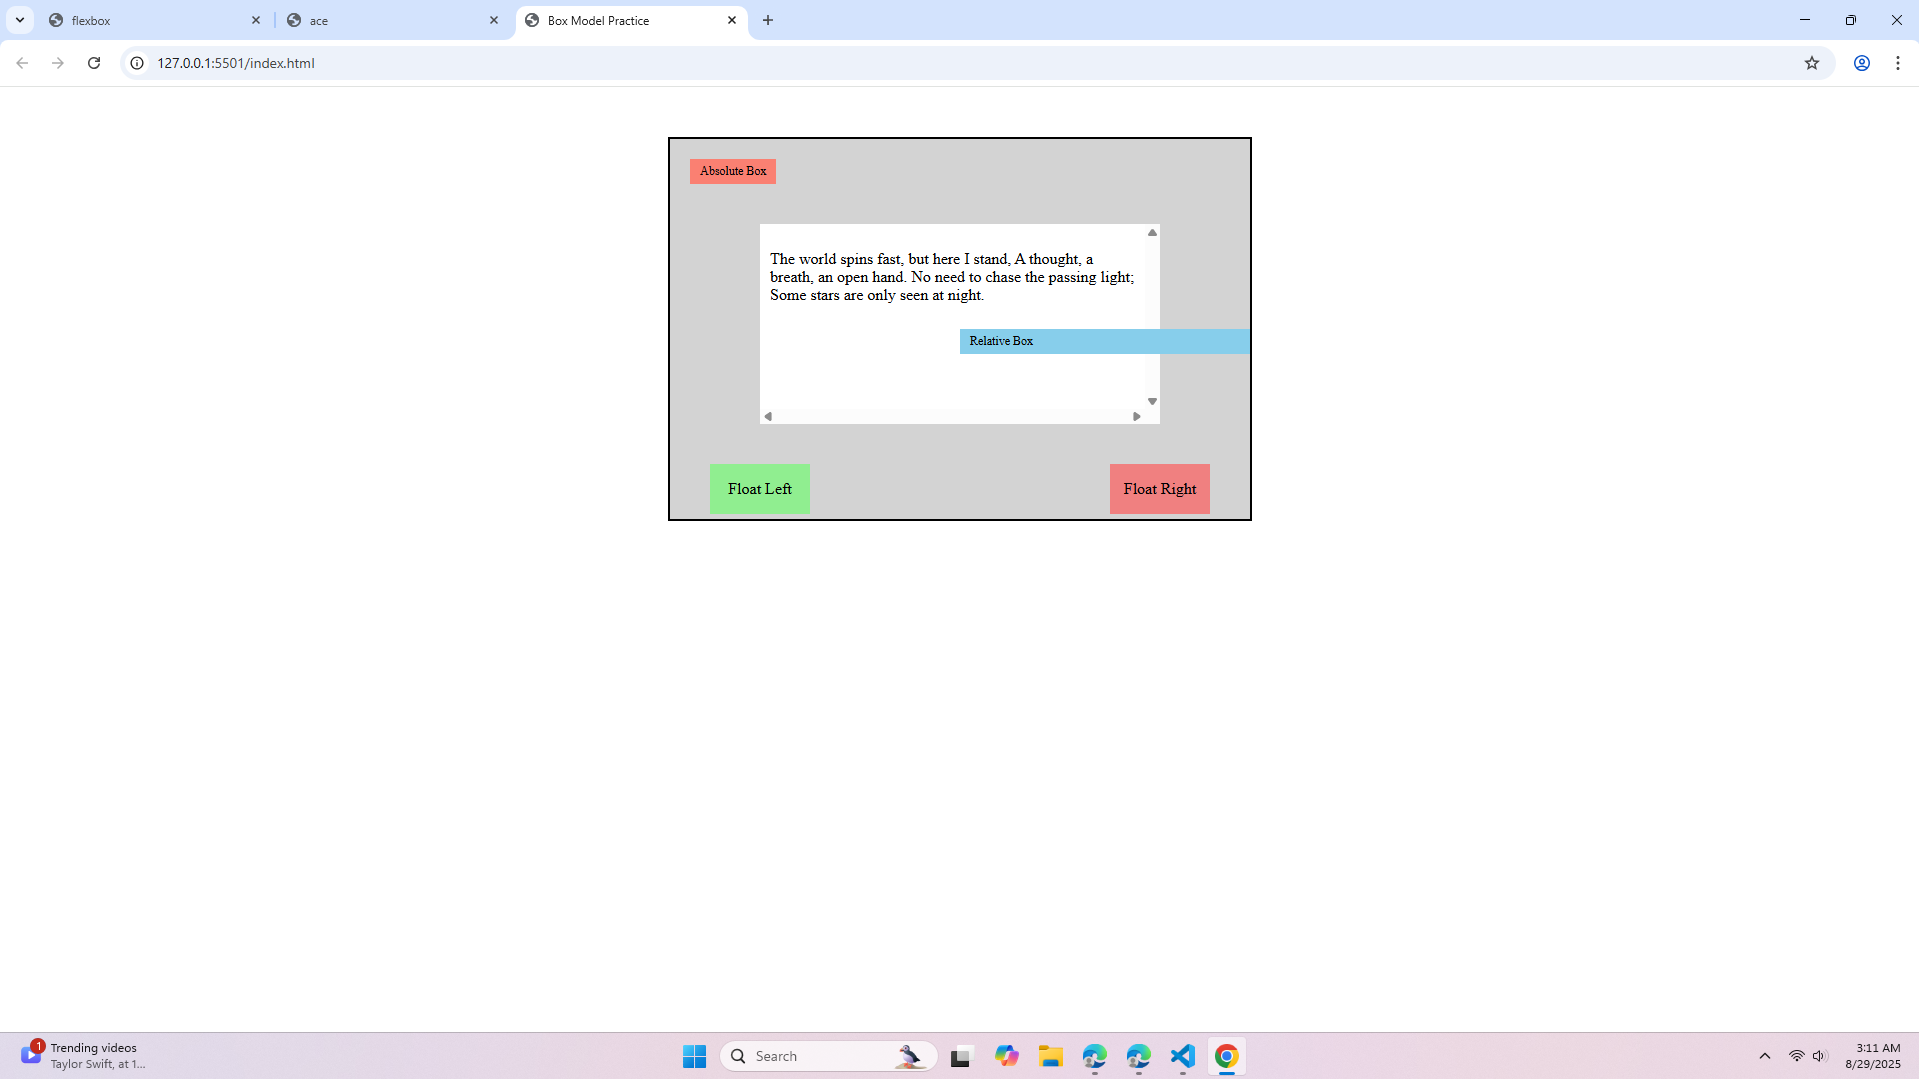 flexbox
ace
Box Model Practice
127.0.0.1:5501/index.html
Absolute Box
The world spins fast, but here I stand, A thought, a
breath, an open hand. No need to chase the passing light;
Some stars are only seen at night.
Relative Box
Float Left
Float Right
1
Trending videos
Taylor Swift, at 1...
Search
3:11 AM
8/29/2025